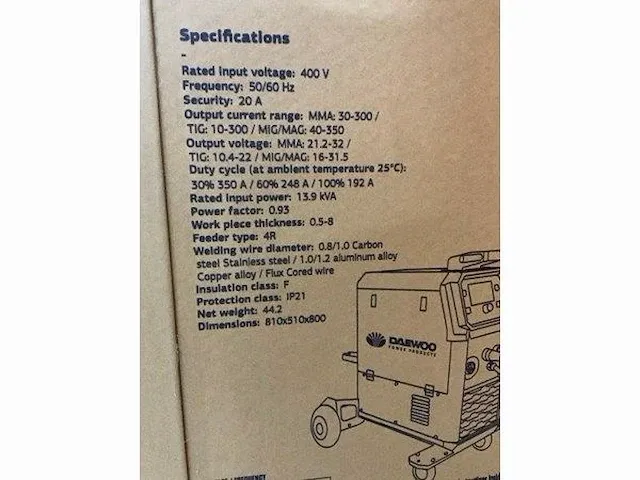 Specifications
-
Rated input voltage: 400 V
Frequency: 50/60 Hz
Security: 20 A
Output current range: MMA: 30-300 /
TIG: 10-300 / MIG/MAG: 40-350
Output voltage: MMA: 21.2-32 /
TIG: 10.4-22 / MIG/MAG: 16-31.5
Duty cycle (at ambient temperature 25°C):
30% 350 A / 60% 248 A / 100% 192 A
Rated input power: 13.9 kVA
Power factor: 0.93
Work piece thickness: 0.5-8
Feeder type: 4R
Welding wire diameter: 0.8/1.0 Carbon
steel Stainless steel / 1.0/1.2 aluminum alloy
Copper alloy / Flux Cored wire
Insulation class: F
Protection class: IP21
Net weight: 44.2
Dimensions: 810x510x800
DAEWOO
POWER PRODUCTS